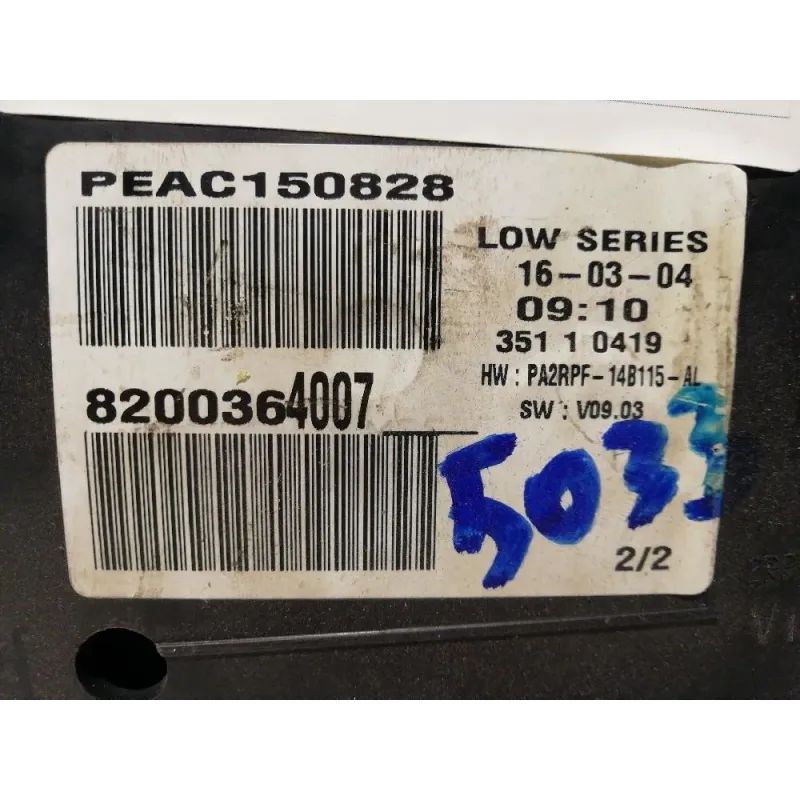 PEAC150828
LOW SERIES
16-03-04
09:10
351 1 0419
HW : PA2RPF-14B115-AL
8200364007
SW : V09.03
5033
2/2